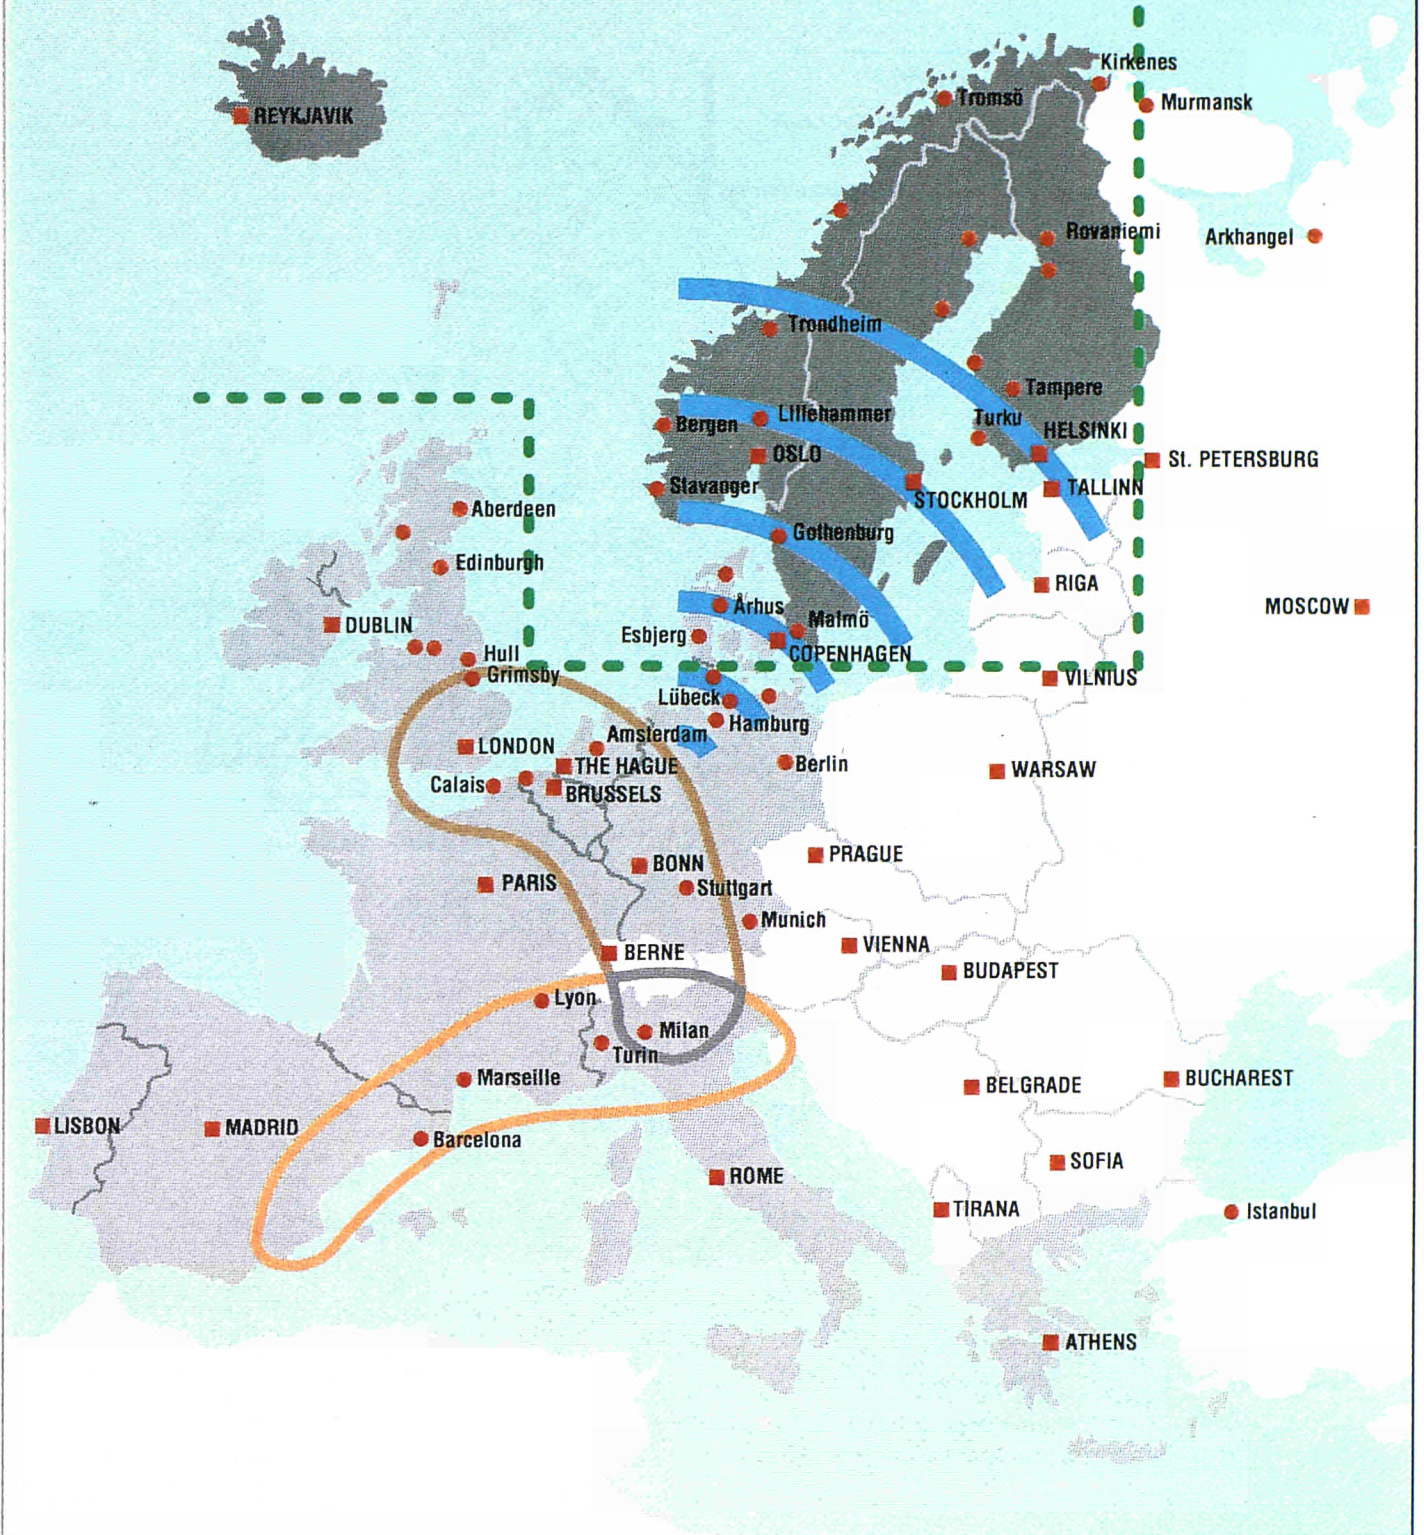 Kirkenes
Tromsö
Murmansk
REYKJAVIK
Rovaniemi
Arkhangel
Trondheim
Tampere
Lillehammer
Turku
Bergen
HELSINKI
OSLO
St. PETERSBURG
Stavanger
TALLINN
STOCKHOLM
Aberdeen
Gothenburg
Edinburgh
RIGA
Århus
MOSCOW
Malmö
DUBLIN
Esbjerg
COPENHAGEN
Hull
Grimsby
VILNIUS
Lübeck
Hamburg
Amsterdam
LONDON
THE HAGUE
Berlin
WARSAW
Calais
BRUSSELS
PRAGUE
BONN
PARIS
Stuttgart
Munich
VIENNA
BERNE
BUDAPEST
Lyon
Milan
Turin
Marseille
BELGRADE
BUCHAREST
LISBON
MADRID
Barcelona
SOFIA
ROME
TIRANA
Istanbul
ATHENS